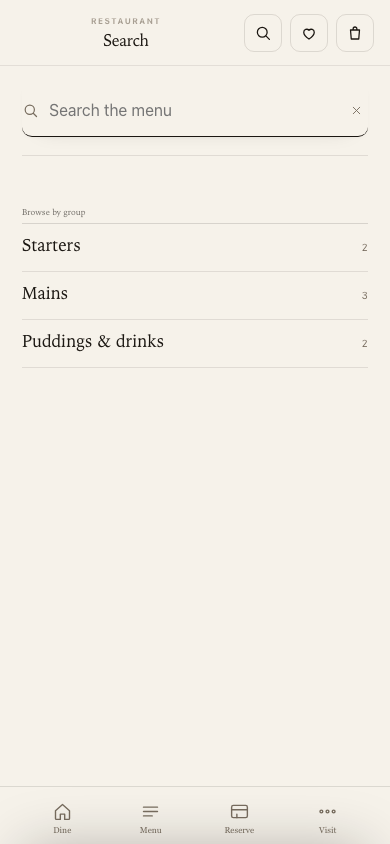 RESTAURANT
Search
Search the menu
Browse by group
Starters 2
Mains 3
Puddings & drinks 2
Dine Menu Reserve Visit